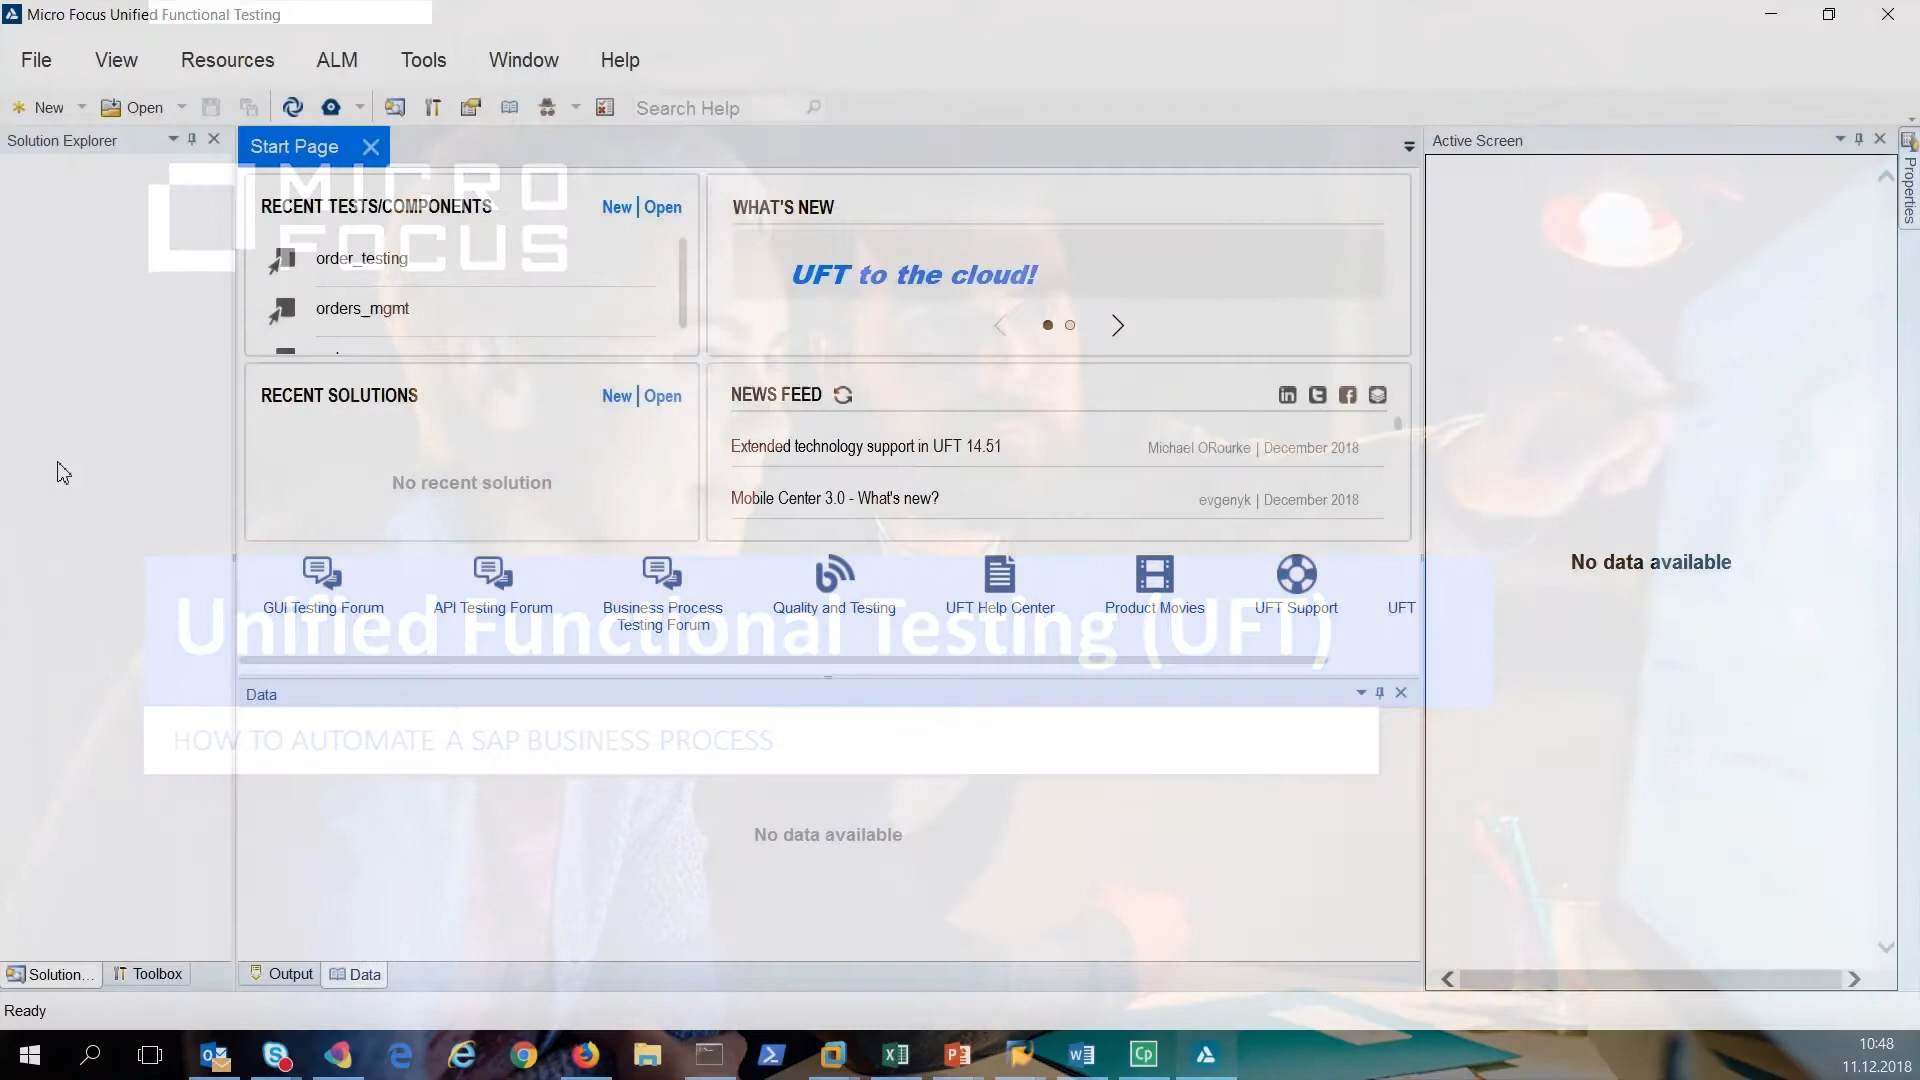 Micro Focus Unified Functional Testing
File View Resources ALM Tools Window Help
New Open Search Help
Solution Explorer
Start Page
Active Screen
Properties
MICRO
FOCUS
RECENT TESTS/COMPONENTS New | Open
order_testing
orders_mgmt
WHAT'S NEW
UFT to the cloud!
RECENT SOLUTIONS New | Open
No recent solution
NEWS FEED
Extended technology support in UFT 14.51 Michael ORourke | December 2018
Mobile Center 3.0 - What's new? evgenyk | December 2018
No data available
GUI Testing Forum
API Testing Forum
Business Process
Testing Forum
Quality and Testing
UFT Help Center
Product Movies
UFT Support
UFT
Unified Functional Testing (UFT)
Data
HOW TO AUTOMATE A SAP BUSINESS PROCESS
No data available
Solution... Toolbox
Output Data
Ready
10:48
11.12.2018